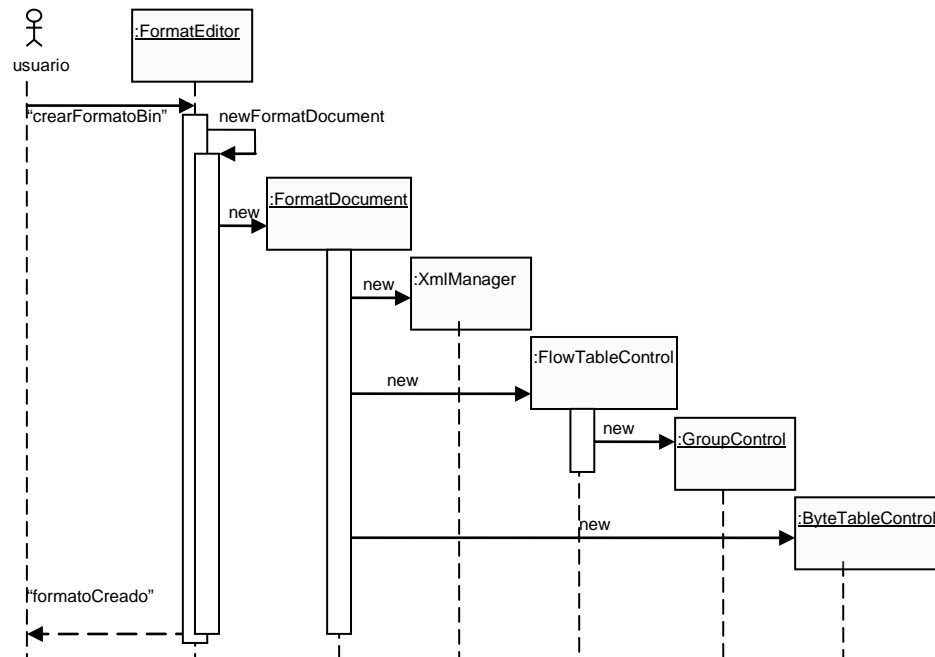 :FormatEditor
usuario
“crearFormatoBin”
newFormatDocument
:FormatDocument
new
:XmlManager
new
:FlowTableControl
new
new
:GroupControl
:ByteTableControl
new
“formatoCreado”